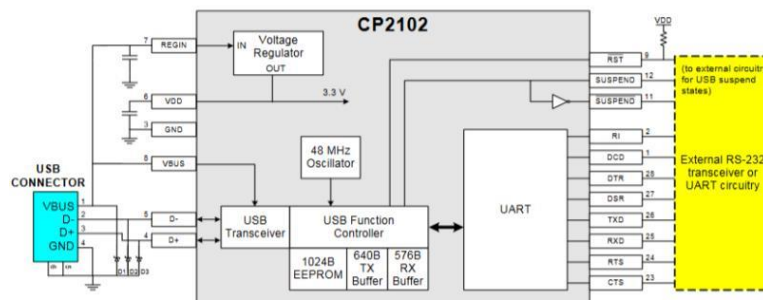 CP2102
7 REGIN
IN Voltage Regulator
OUT
3.3 V
6 VDD
3 GND
8 VBUS
48 MHz Oscillator
USB CONNECTOR
VBUS 1
D- 2
D+ 3
GND 4
D1 D2 D3
5 D-
4 D+
USB Transceiver
USB Function Controller
1024B EEPROM
640B TX Buffer
576B RX Buffer
UART
VDD
RST 9
SUSPEND 12
SUSPEND 11
RI 2
DCD 1
DTR 28
DSR 27
TXD 26
RXD 25
RTS 24
CTS 23
(to external circuitry
for USB suspend
states)
External RS-232
transceiver or
UART circuitry